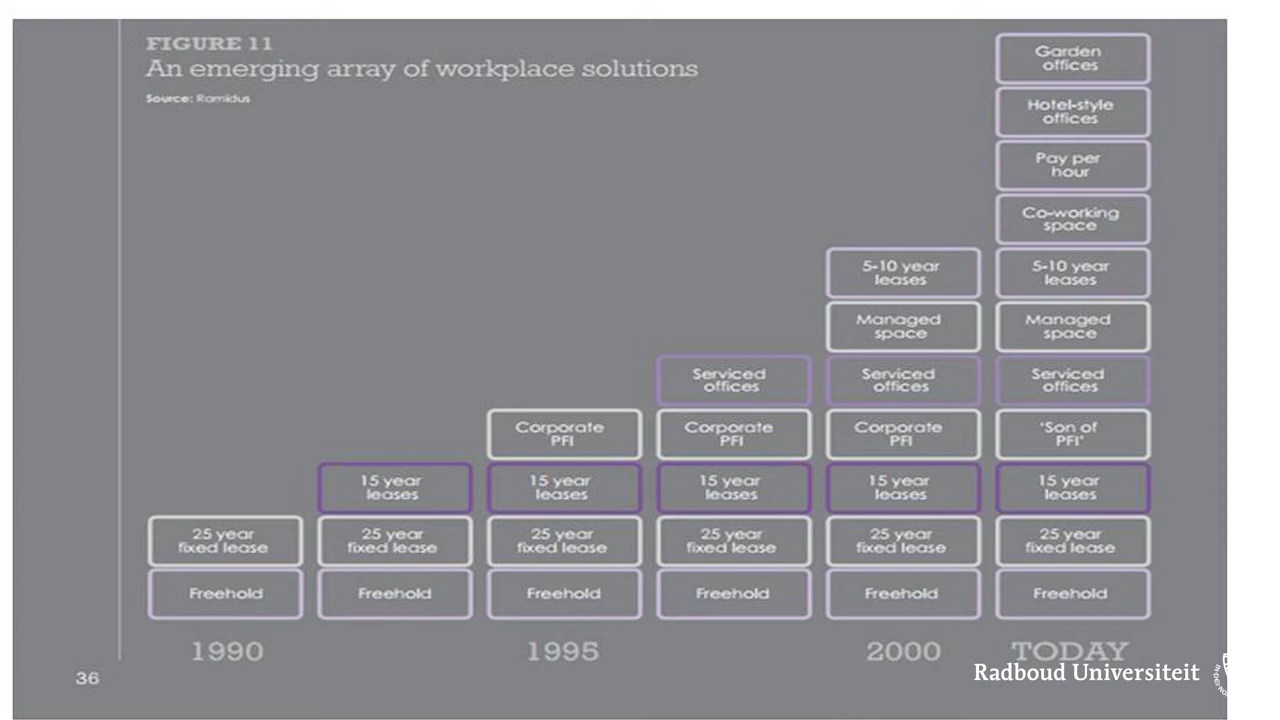 FIGURE 11
An emerging array of workplace solutions
Source: Ramidus
Garden
offices
Hotel-style
offices
Pay per
hour
Co-working
space
5-10 year
leases
5-10 year
leases
Managed
space
Managed
space
Serviced
offices
Serviced
offices
Serviced
offices
Corporate
PFI
Corporate
PFI
Corporate
PFI
'Son of
PFI'
15 year
leases
15 year
leases
15 year
leases
15 year
leases
15 year
leases
25 year
fixed lease
25 year
fixed lease
25 year
fixed lease
25 year
fixed lease
25 year
fixed lease
25 year
fixed lease
Freehold
Freehold
Freehold
Freehold
Freehold
Freehold
1990
1995
2000
TODAY
36
Radboud Universiteit